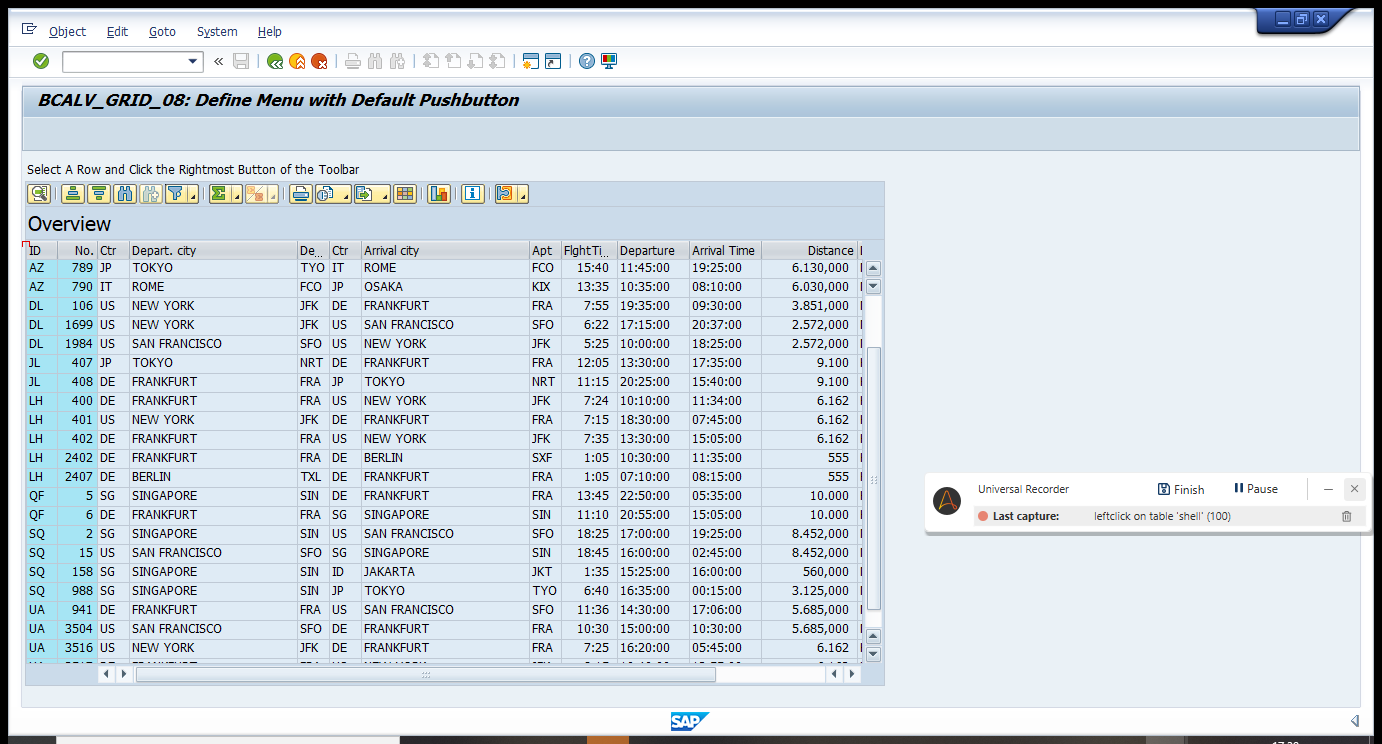 Object Edit Goto System Help
BCALV_GRID_08: Define Menu with Default Pushbutton
Select A Row and Click the Rightmost Button of the Toolbar
Overview
ID No. Ctr Depart. city De... Ctr Arrival city Apt FlghtTi... Departure Arrival Time Distance
AZ 789 JP TOKYO TYO IT ROME FCO 15:40 11:45:00 19:25:00 6.130,000
AZ 790 IT ROME FCO JP OSAKA KIX 13:35 10:35:00 08:10:00 6.030,000
DL 106 US NEW YORK JFK DE FRANKFURT FRA 7:55 19:35:00 09:30:00 3.851,000
DL 1699 US NEW YORK JFK US SAN FRANCISCO SFO 6:22 17:15:00 20:37:00 2.572,000
DL 1984 US SAN FRANCISCO SFO US NEW YORK JFK 5:25 10:00:00 18:25:00 2.572,000
JL 407 JP TOKYO NRT DE FRANKFURT FRA 12:05 13:30:00 17:35:00 9.100
JL 408 DE FRANKFURT FRA JP TOKYO NRT 11:15 20:25:00 15:40:00 9.100
LH 400 DE FRANKFURT FRA US NEW YORK JFK 7:24 10:10:00 11:34:00 6.162
LH 401 US NEW YORK JFK DE FRANKFURT FRA 7:15 18:30:00 07:45:00 6.162
LH 402 DE FRANKFURT FRA US NEW YORK JFK 7:35 13:30:00 15:05:00 6.162
LH 2402 DE FRANKFURT FRA DE BERLIN SXF 1:05 10:30:00 11:35:00 555
LH 2407 DE BERLIN TXL DE FRANKFURT FRA 1:05 07:10:00 08:15:00 555
QF 5 SG SINGAPORE SIN DE FRANKFURT FRA 13:45 22:50:00 05:35:00 10.000
QF 6 DE FRANKFURT FRA SG SINGAPORE SIN 11:10 20:55:00 15:05:00 10.000
SQ 2 SG SINGAPORE SIN US SAN FRANCISCO SFO 18:25 17:00:00 19:25:00 8.452,000
SQ 15 US SAN FRANCISCO SFO SG SINGAPORE SIN 18:45 16:00:00 02:45:00 8.452,000
SQ 158 SG SINGAPORE SIN ID JAKARTA JKT 1:35 15:25:00 16:00:00 560,000
SQ 988 SG SINGAPORE SIN JP TOKYO TYO 6:40 16:35:00 00:15:00 3.125,000
UA 941 DE FRANKFURT FRA US SAN FRANCISCO SFO 11:36 14:30:00 17:06:00 5.685,000
UA 3504 US SAN FRANCISCO SFO DE FRANKFURT FRA 10:30 15:00:00 10:30:00 5.685,000
UA 3516 US NEW YORK JFK DE FRANKFURT FRA 7:25 16:20:00 05:45:00 6.162
Universal Recorder Finish Pause
Last capture: leftclick on table 'shell' (100)
SAP